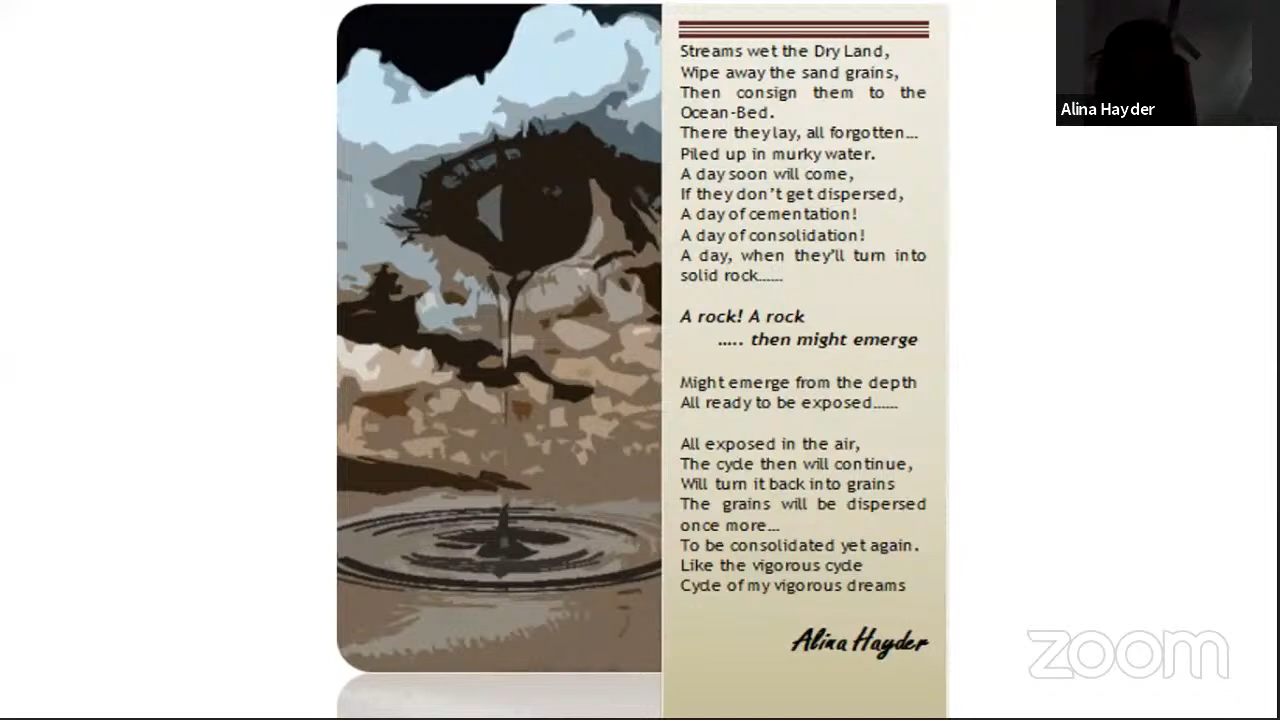 Streams wet the Dry Land,
Wipe away the sand grains,
Then consign them to the
Ocean-Bed.
There they lay, all forgotten...
Piled up in murky water.
A day soon will come,
If they don't get dispersed,
A day of cementation!
A day of consolidation!
A day, when they'll turn into
solid rock......
A rock! A rock
..... then might emerge
Might emerge from the depth
All ready to be exposed......
All exposed in the air,
The cycle then will continue,
Will turn it back into grains
The grains will be dispersed
once more...
To be consolidated yet again.
Like the vigorous cycle
Cycle of my vigorous dreams
Alina Hayder
Alina Hayder
zoom